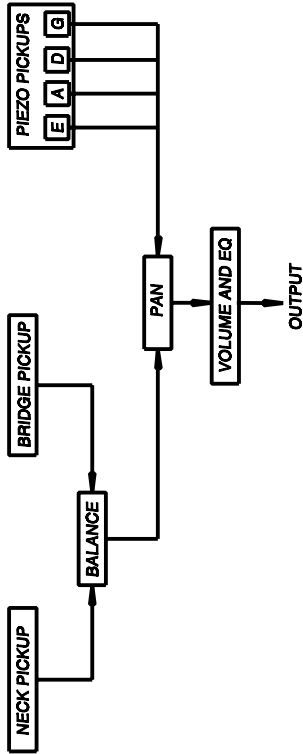 NECK PICKUP
BRIDGE PICKUP
PIEZO PICKUPS
E A D G
BALANCE
PAN
VOLUME AND EQ
OUTPUT